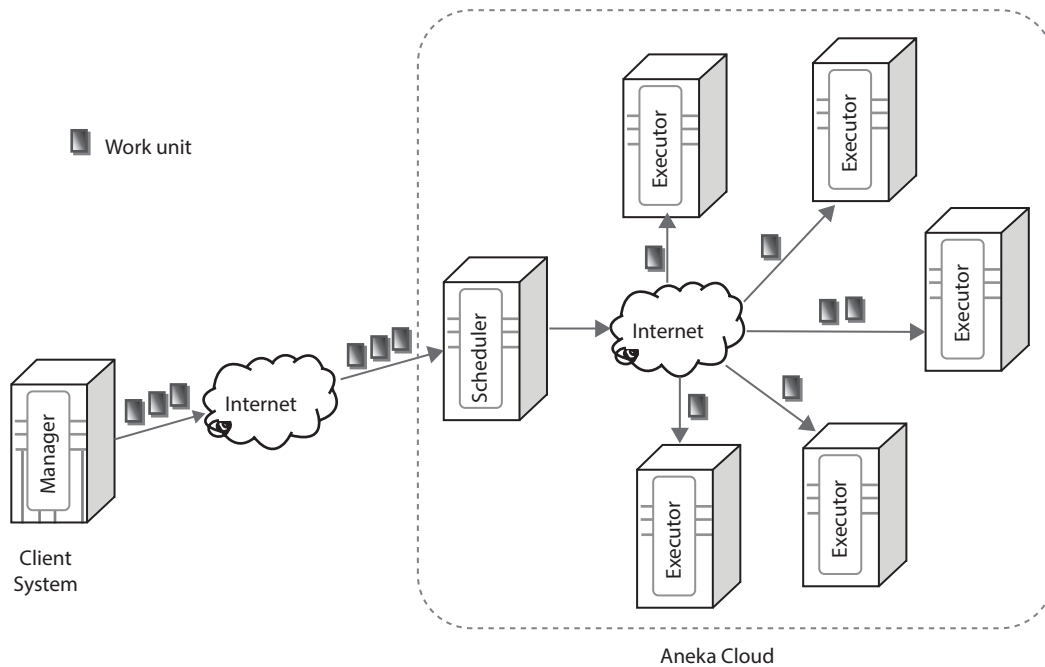 Work unit
Executor
Executor
Executor
Internet
Scheduler
Internet
Manager
Executor
Executor
Client
System
Aneka Cloud